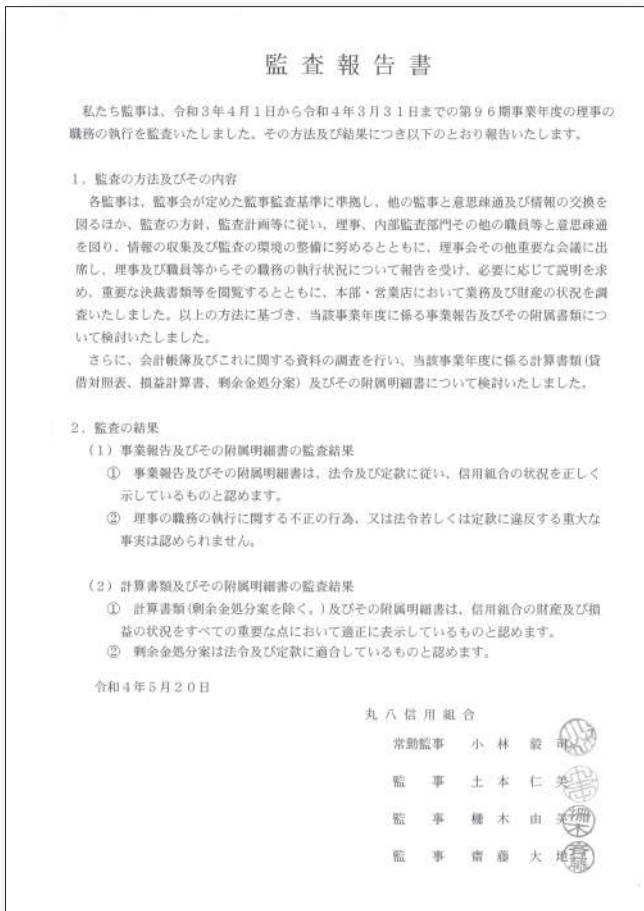 監査報告書
私たち監事は、令和3年4月1日から令和4年3月31日までの第96期事業年度の理事の
職務の執行を監査いたしました。その方法及び結果につき以下のとおり報告いたします。
1．監査の方法及びその内容
各監事は、監事会が定めた監事監査基準に準拠し、他の監事と意思疎通及び情報の交換を
図るほか、監査の方針、監査計画等に従い、理事、内部監査部門その他の職員等と意思疎通
を図り、情報の収集及び監査の環境の整備に努めるとともに、理事会その他重要な会議に出
席し、理事及び職員等からその職務の執行状況について報告を受け、必要に応じて説明を求
め、重要な決裁書類等を閲覧するとともに、本部・営業店において業務及び財産の状況を調
査いたしました。以上の方法に基づき、当該事業年度に係る事業報告及びその附属書類につ
いて検討いたしました。
さらに、会計帳簿及びこれに関する資料の調査を行い、当該事業年度に係る計算書類(貸
借対照表、損益計算書、剰余金処分案)及びその附属明細書について検討いたしました。
2．監査の結果
(1)事業報告及びその附属明細書の監査結果
① 事業報告及びその附属明細書は、法令及び定款に従い、信用組合の状況を正しく
示しているものと認めます。
② 理事の職務の執行に関する不正の行為、又は法令若しくは定款に違反する重大な
事実は認められません。
(2)計算書類及びその附属明細書の監査結果
① 計算書類(剰余金処分案を除く。)及びその附属明細書は、信用組合の財産及び損
益の状況をすべての重要な点において適正に表示しているものと認めます。
② 剰余金処分案は法令及び定款に適合しているものと認めます。
令和4年5月20日
丸八信用組合
常勤監事 小林毅司
監事 土本仁美
監事 木由美
監事 齋藤大地